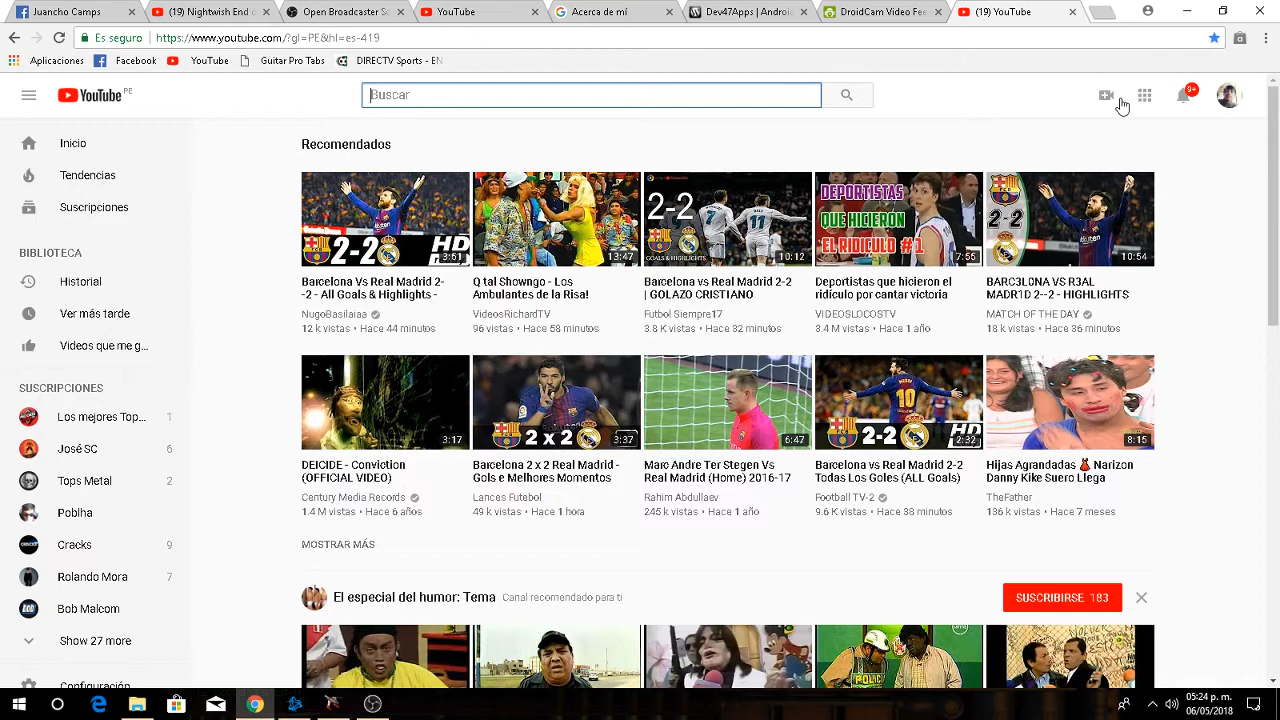 Juancho Camps
(19) Nightwish End o
Open Broadcaster So
YouTube
Acerca de mí
Dev47Apps | Android
DroidCam Video Fee
(19) YouTube
Es seguro
https://www.youtube.com/?gl=PE&hl=es-419
Aplicaciones
Facebook
YouTube
Guitar Pro Tabs
DIRECTV Sports - EN
YouTube PE
Buscar
9+
Inicio
Tendencias
Suscripciones
BIBLIOTECA
Historial
Ver más tarde
Videos que me g...
SUSCRIPCIONES
Los mejores Top... 1
José SC 6
Tops Metal 2
Poblha
Cracks 9
Rolando Mora 7
Bob Malcom
Show 27 more
Configuración
Recomendados
2-2 HD
3:51
Barcelona Vs Real Madrid 2-
-2 - All Goals & Highlights -
NugoBasilaiaa
12 k vistas • Hace 44 minutos
13:47
Q tal Showngo - Los
Ambulantes de la Risa!
VideosRichardTV
96 vistas • Hace 58 minutos
2-2
GOALS & HIGHLIGHTS
10:12
Barcelona vs Real Madrid 2-2
| GOLAZO CRISTIANO
Futbol Siempre17
3.8 K vistas • Hace 32 minutos
DEPORTISTAS
QUE HICIERÓN
EL RIDICULO #1
7:55
Deportistas que hicieron el
ridículo por cantar victoria
VIDEOSLOCOSTV
3.4 M vistas • Hace 1 año
2-2
10:54
BARC3L0NA VS R3AL
MADR1D 2--2 - HIGHLIGHTS
MATCH OF THE DAY
18 k vistas • Hace 36 minutos
3:17
DEICIDE - Conviction
(OFFICIAL VIDEO)
Century Media Records
1.4 M vistas • Hace 6 años
2 x 2
3:37
Barcelona 2 x 2 Real Madrid -
Gols e Melhores Momentos
Lances Futebol
49 k vistas • Hace 1 hora
6:47
Marc Andre Ter Stegen Vs
Real Madrid (Home) 2016-17
Rahim Abdullaev
245 k vistas • Hace 1 año
10
2-2 HD
2:32
Barcelona vs Real Madrid 2-2
Todas Los Goles (ALL Goals)
Football TV-2
9.6 K vistas • Hace 38 minutos
8:15
Hijas Agrandadas Narizon
Danny Kike Suero Llega
TheFather
136 k vistas • Hace 7 meses
MOSTRAR MÁS
El especial del humor: Tema
Canal recomendado para ti
SUSCRIBIRSE 183
05:24 p. m.
06/05/2018